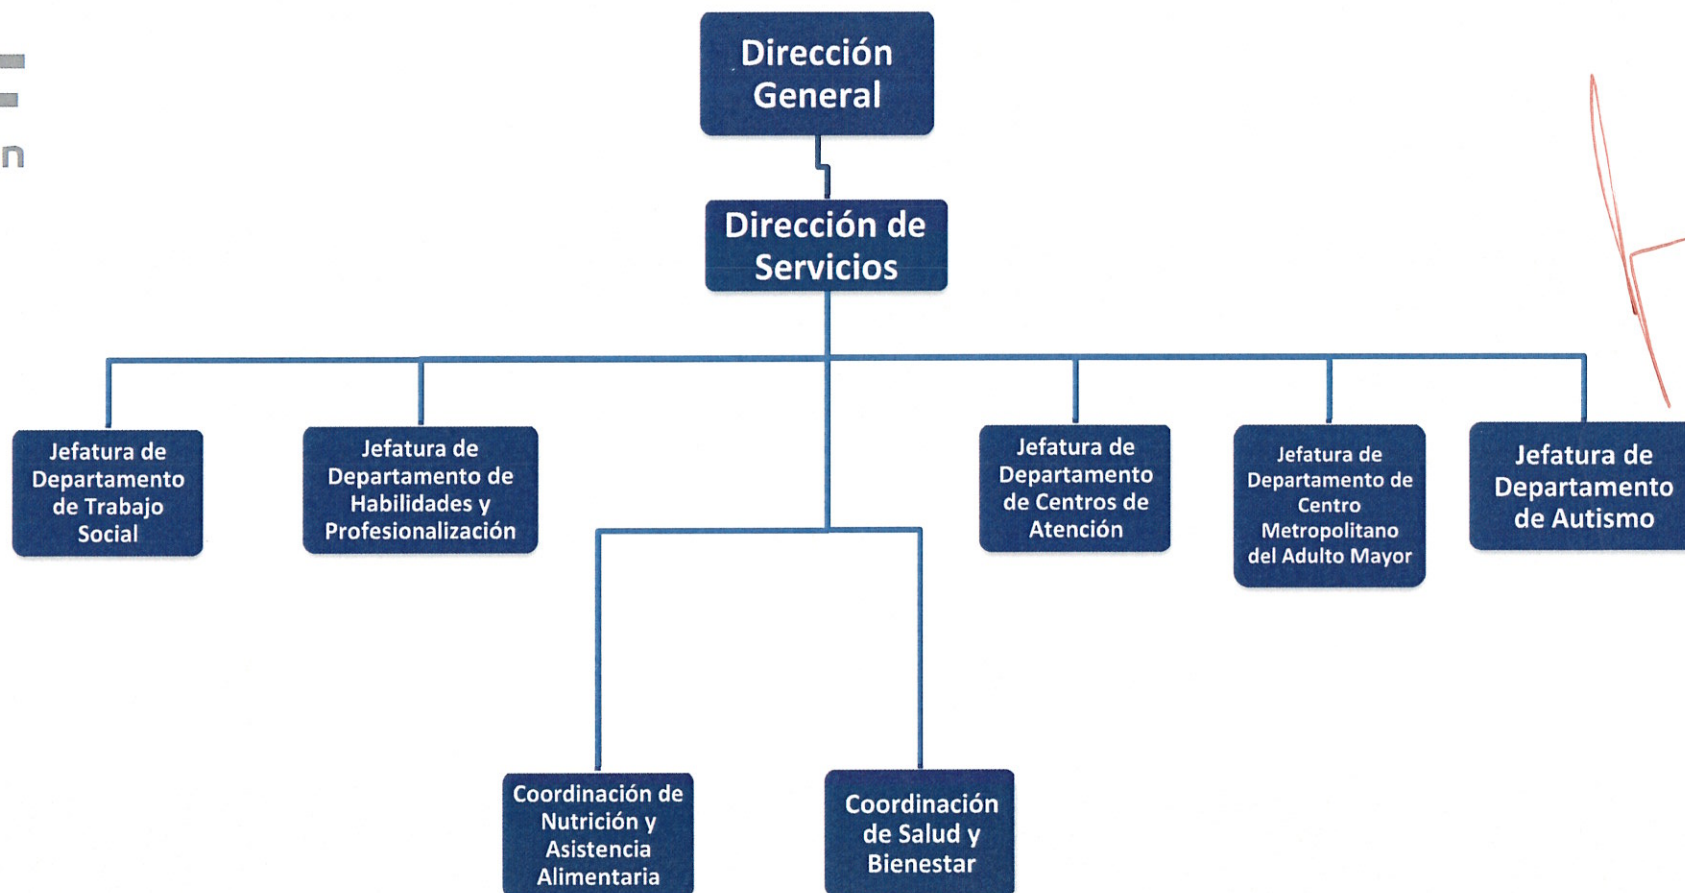 Dirección
General
n
Dirección de
Servicios
Jefatura de
Departamento
de Trabajo
Social
Jefatura de
Departamento de
Habilidades y
Profesionalización
Jefatura de
Departamento
de Centros de
Atención
Jefatura de
Departamento de
Centro
Metropolitano
del Adulto Mayor
Jefatura de
Departamento
de Autismo
Coordinación de
Nutrición y
Asistencia
Alimentaria
Coordinación
de Salud y
Bienestar